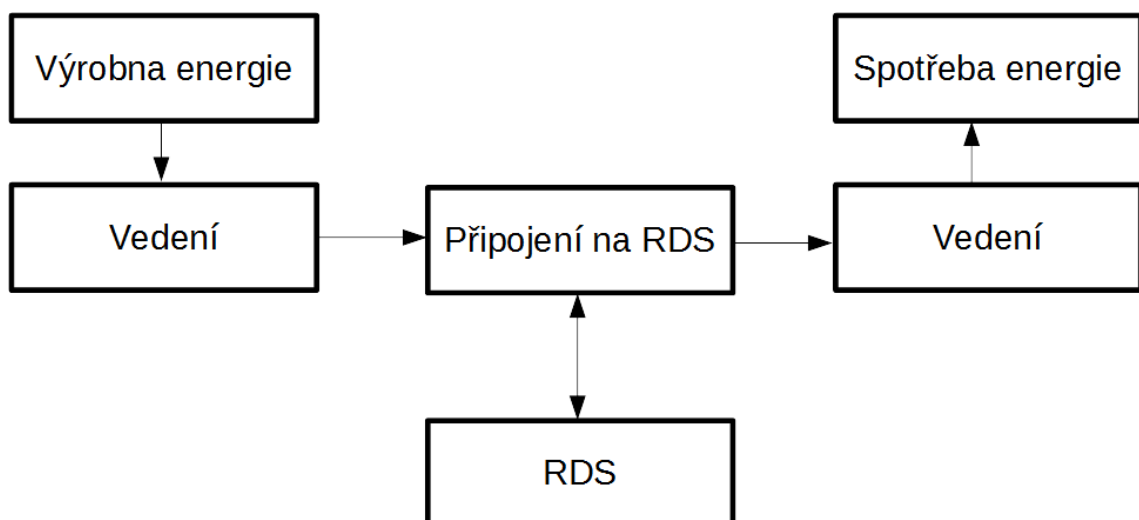 Výrobna energie
Spotřeba energie
Vedení
Připojení na RDS
Vedení
RDS